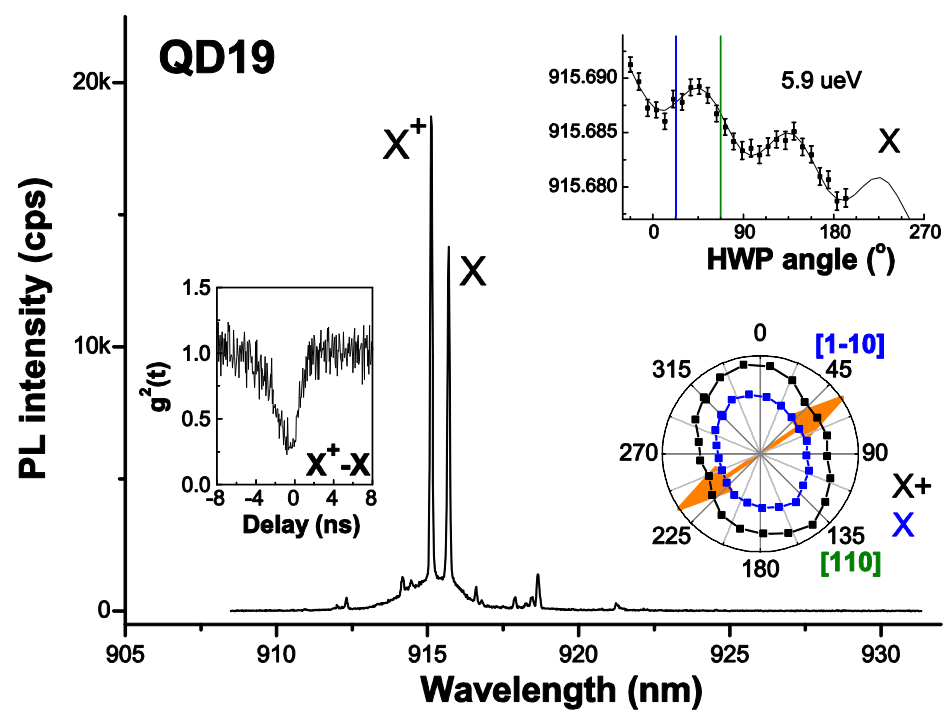 QD19
PL intensity (cps)
20k
10k
0
905 910 915 920 925 930
Wavelength (nm)
X+
X
1.5
1.0
0.5
0.0
g²(t)
X+-X
-8 -4 0 4 8
Delay (ns)
915.690
915.685
915.680
5.9 ueV
X
0 90 180 270
HWP angle (°)
0
[1-10]
315 45
270 90
225 135
180
[110]
X+
X